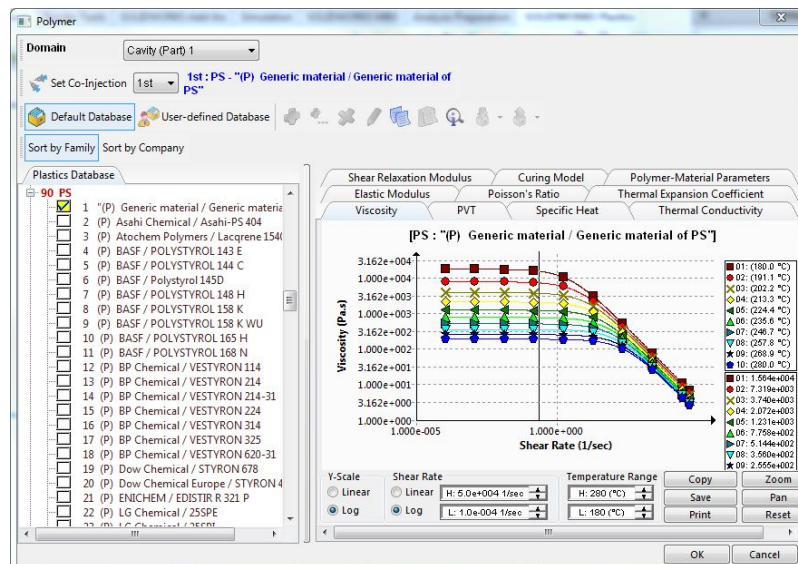 Polymer
Domain
Cavity (Part) 1
Set Co-Injection
1st
1st : PS - "(P) Generic material / Generic material of PS"
Default Database
User-defined Database
Sort by Family
Sort by Company
Plastics Database
90 PS
1 "(P) Generic material / Generic materia
2 (P) Asahi Chemical / Asahi-PS 404
3 (P) Atochem Polymers / Lacqrene 1540
4 (P) BASF / POLYSTYROL 143 E
5 (P) BASF / POLYSTYROL 144 C
6 (P) BASF / Polystyrol 145D
7 (P) BASF / POLYSTYROL 148 H
8 (P) BASF / POLYSTYROL 158 K
9 (P) BASF / POLYSTYROL 158 K WU
10 (P) BASF / POLYSTYROL 165 H
11 (P) BASF / POLYSTYROL 168 N
12 (P) BP Chemical / VESTYRON 114
13 (P) BP Chemical / VESTYRON 214
14 (P) BP Chemical / VESTYRON 214-31
15 (P) BP Chemical / VESTYRON 224
16 (P) BP Chemical / VESTYRON 314
17 (P) BP Chemical / VESTYRON 325
18 (P) BP Chemical / VESTYRON 620-31
19 (P) Dow Chemical / STYRON 678
20 (P) Dow Chemical Europe / STYRON 4
21 (P) ENICHEM / EDISTIR R 321 P
22 (P) LG Chemical / 25SPE
Shear Relaxation Modulus
Curing Model
Polymer-Material Parameters
Elastic Modulus
Poisson's Ratio
Thermal Expansion Coefficient
Viscosity
PVT
Specific Heat
Thermal Conductivity
[PS : "(P) Generic material / Generic material of PS"]
Viscosity (Pa.s)
3.162e+004
1.000e+004
3.162e+003
1.000e+003
3.162e+002
1.000e+002
3.162e+001
1.000e+001
3.162e+000
1.000e+000
1.000e-005
1.000e+000
Shear Rate (1/sec)
01: (180.0 °C)
02: (191.1 °C)
03: (202.2 °C)
04: (213.3 °C)
05: (224.4 °C)
06: (235.6 °C)
07: (246.7 °C)
08: (257.8 °C)
09: (268.9 °C)
10: (280.0 °C)
01: 1.564e+004
02: 7.319e+003
03: 3.740e+003
04: 2.072e+003
05: 1.231e+003
06: 7.758e+002
07: 5.144e+002
08: 3.560e+002
09: 2.555e+002
Y-Scale
Linear
Log
Shear Rate
Linear
Log
H: 5.0e+004 1/sec
L: 1.0e-004 1/sec
Temperature Range
H: 280 (°C)
L: 180 (°C)
Copy
Zoom
Save
Pan
Print
Reset
OK
Cancel